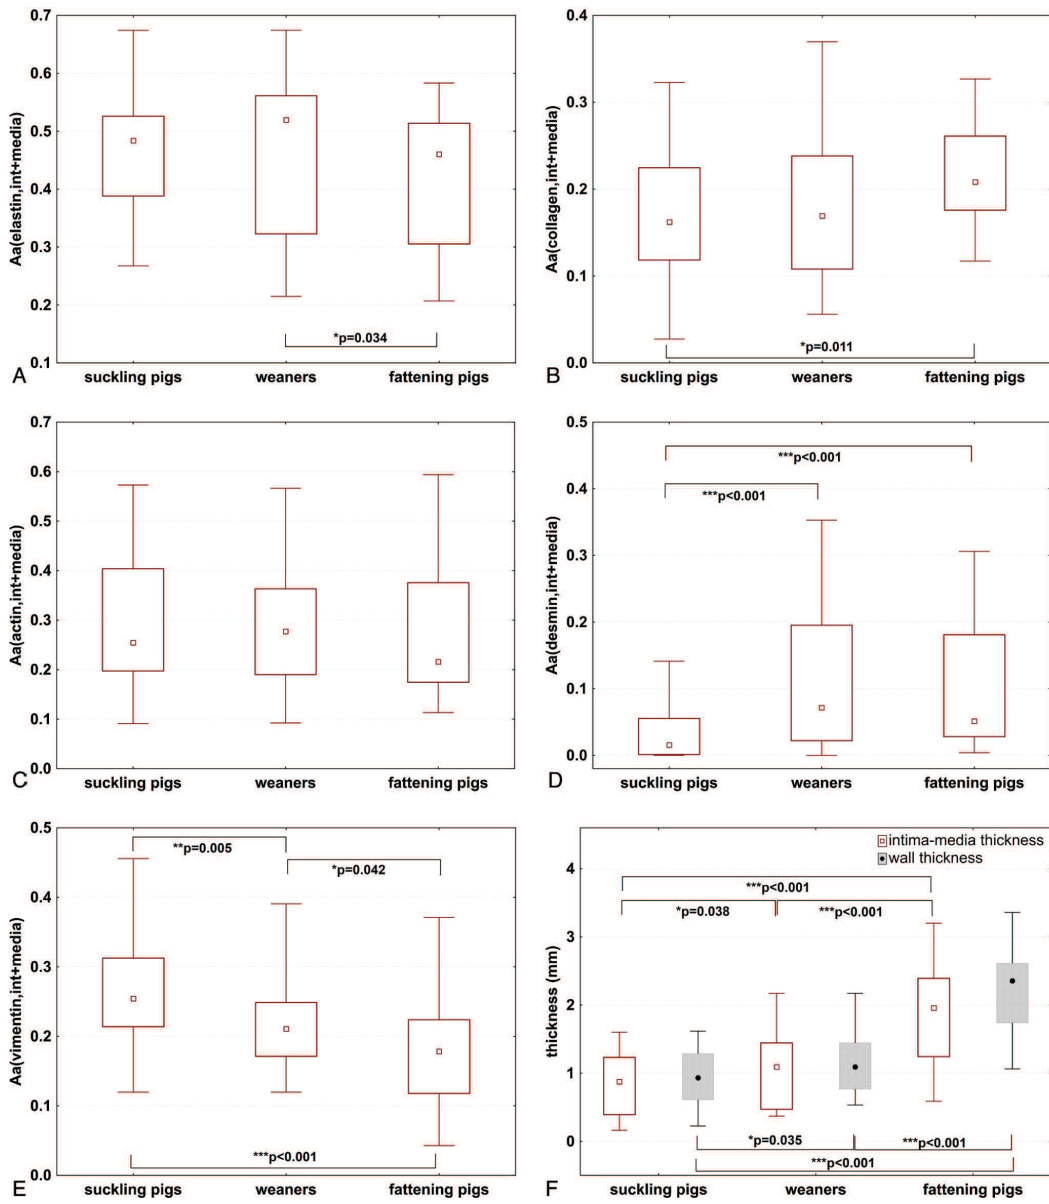 Aa(elastin,int+media)
0.7
0.6
0.5
0.4
0.3
0.2
0.1
*p=0.034
suckling pigs weaners fattening pigs
A
Aa(collagen,int+media)
0.4
0.3
0.2
0.1
0.0
*p=0.011
suckling pigs weaners fattening pigs
B
Aa(actin,int+media)
0.7
0.6
0.5
0.4
0.3
0.2
0.1
0.0
suckling pigs weaners fattening pigs
C
Aa(desmin,int+media)
0.5
0.4
0.3
0.2
0.1
0.0
***p<0.001
***p<0.001
suckling pigs weaners fattening pigs
D
Aa(vimentin,int+media)
0.5
0.4
0.3
0.2
0.1
0.0
**p=0.005
*p=0.042
***p<0.001
suckling pigs weaners fattening pigs
E
thickness (mm)
4
3
2
1
0
intima-media thickness
wall thickness
***p<0.001
*p=0.038 ***p<0.001
*p=0.035 ***p<0.001
***p<0.001
suckling pigs weaners fattening pigs
F